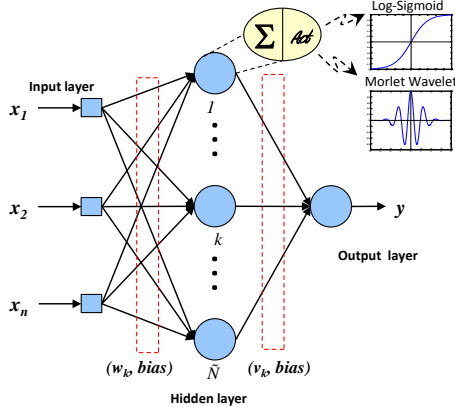 Log-Sigmoid
Σ Act
Morlet Wavelet
Input layer
x1
1
x2
k
y
Output layer
xn
(wk, bias)
Ñ
(vk, bias)
Hidden layer